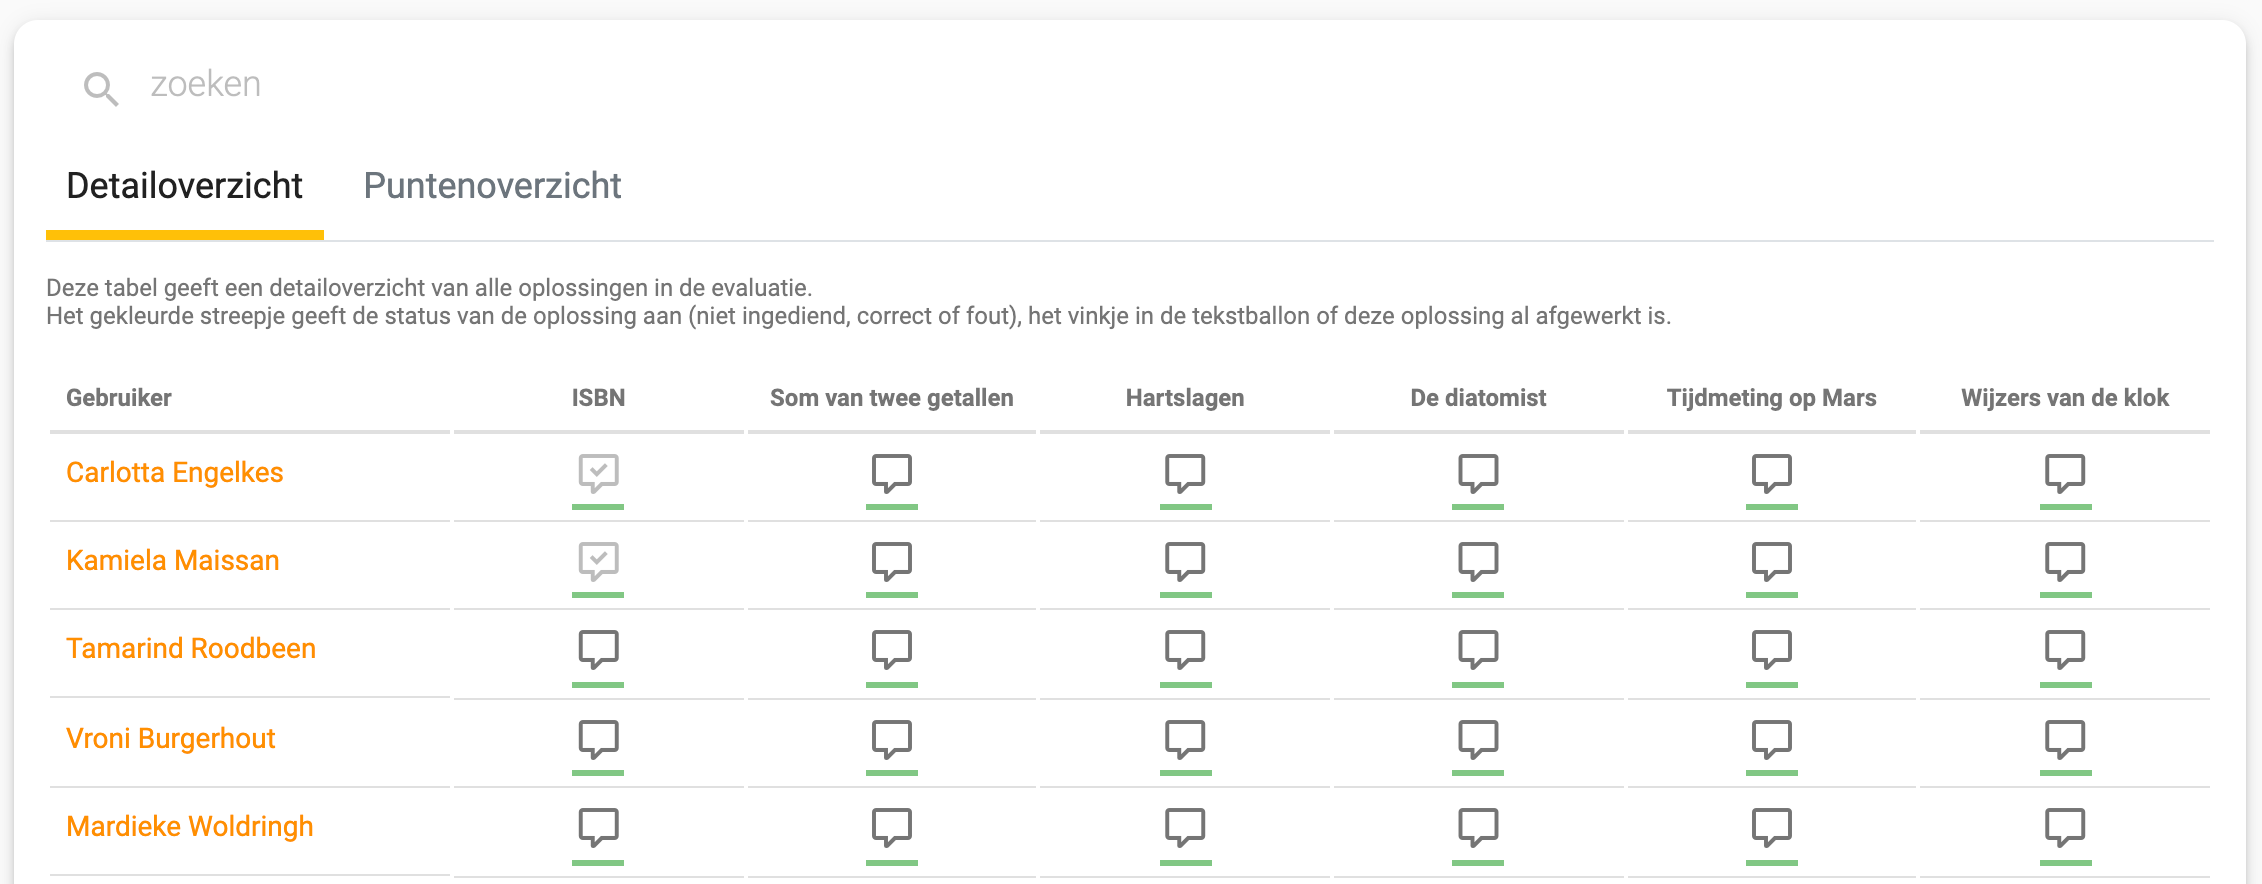 zoeken
Detailoverzicht Puntenoverzicht
Deze tabel geeft een detailoverzicht van alle oplossingen in de evaluatie.
Het gekleurde streepje geeft de status van de oplossing aan (niet ingediend, correct of fout), het vinkje in de tekstballon of deze oplossing al afgewerkt is.
Gebruiker ISBN Som van twee getallen Hartslagen De diatomist Tijdmeting op Mars Wijzers van de klok
Carlotta Engelkes
Kamiela Maissan
Tamarind Roodbeen
Vroni Burgerhout
Mardieke Woldringh